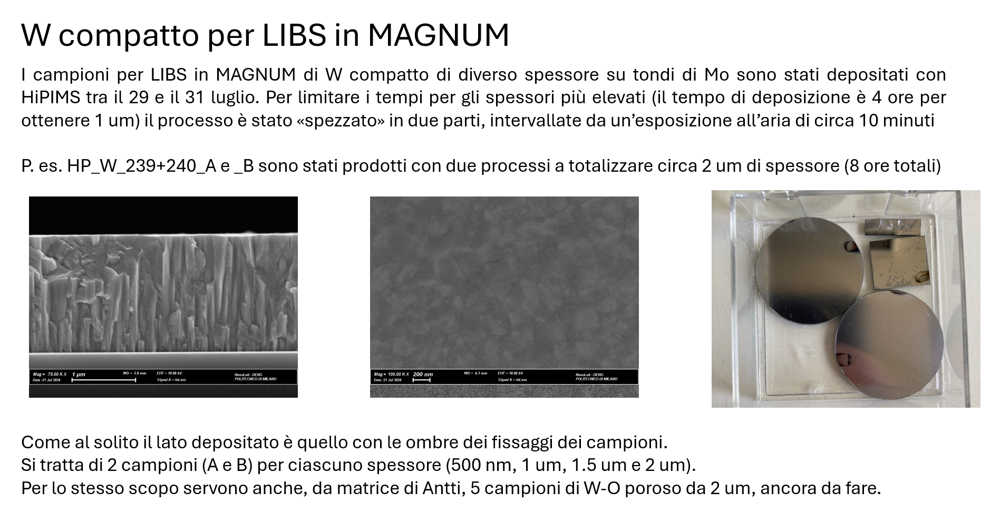 W compatto per LIBS in MAGNUM
I campioni per LIBS in MAGNUM di W compatto di diverso spessore su tondi di Mo sono stati depositati con
HiPIMS tra il 29 e il 31 luglio. Per limitare i tempi per gli spessori più elevati (il tempo di deposizione è 4 ore per
ottenere 1 um) il processo è stato «spezzato» in due parti, intervallate da un’esposizione all’aria di circa 10 minuti
P. es. HP_W_239+240_A e _B sono stati prodotti con due processi a totalizzare circa 2 um di spessore (8 ore totali)
Mag = 75.00 K X 1 µm WD = 5.9 mm EHT = 10.00 kV NanoLab - DENG
Date :31 Jul 2024 Signal A = InLens POLITECNICO DI MILANO
Mag = 100.00 K X 200 nm WD = 6.1 mm EHT = 10.00 kV NanoLab - DENG
Date :31 Jul 2024 Signal A = InLens POLITECNICO DI MILANO
Come al solito il lato depositato è quello con le ombre dei fissaggi dei campioni.
Si tratta di 2 campioni (A e B) per ciascuno spessore (500 nm, 1 um, 1.5 um e 2 um).
Per lo stesso scopo servono anche, da matrice di Antti, 5 campioni di W-O poroso da 2 um, ancora da fare.